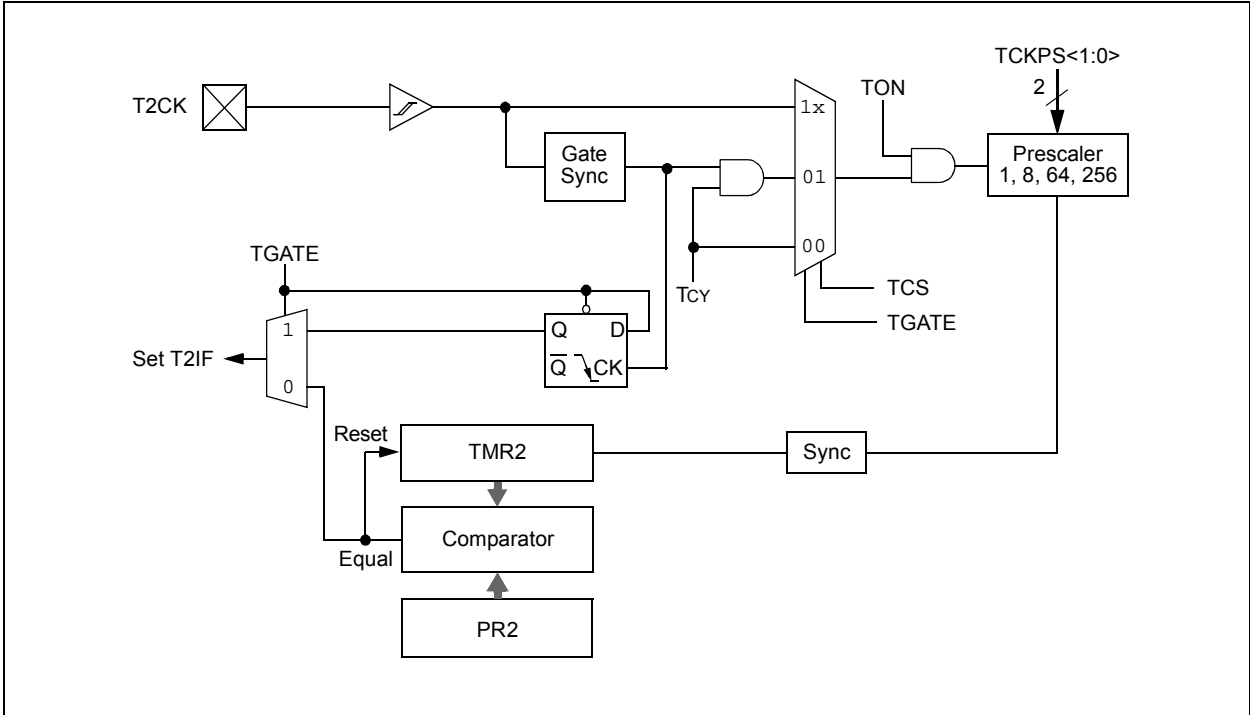 TCKPS<1:0>
2
T2CK
1x
TON
Gate
Sync
Prescaler
1, 8, 64, 256
01
TGATE
00
TCY
TCS
TGATE
1
Q D
Set T2IF
Q̅ CK
0
Reset
TMR2
Sync
Equal
Comparator
PR2